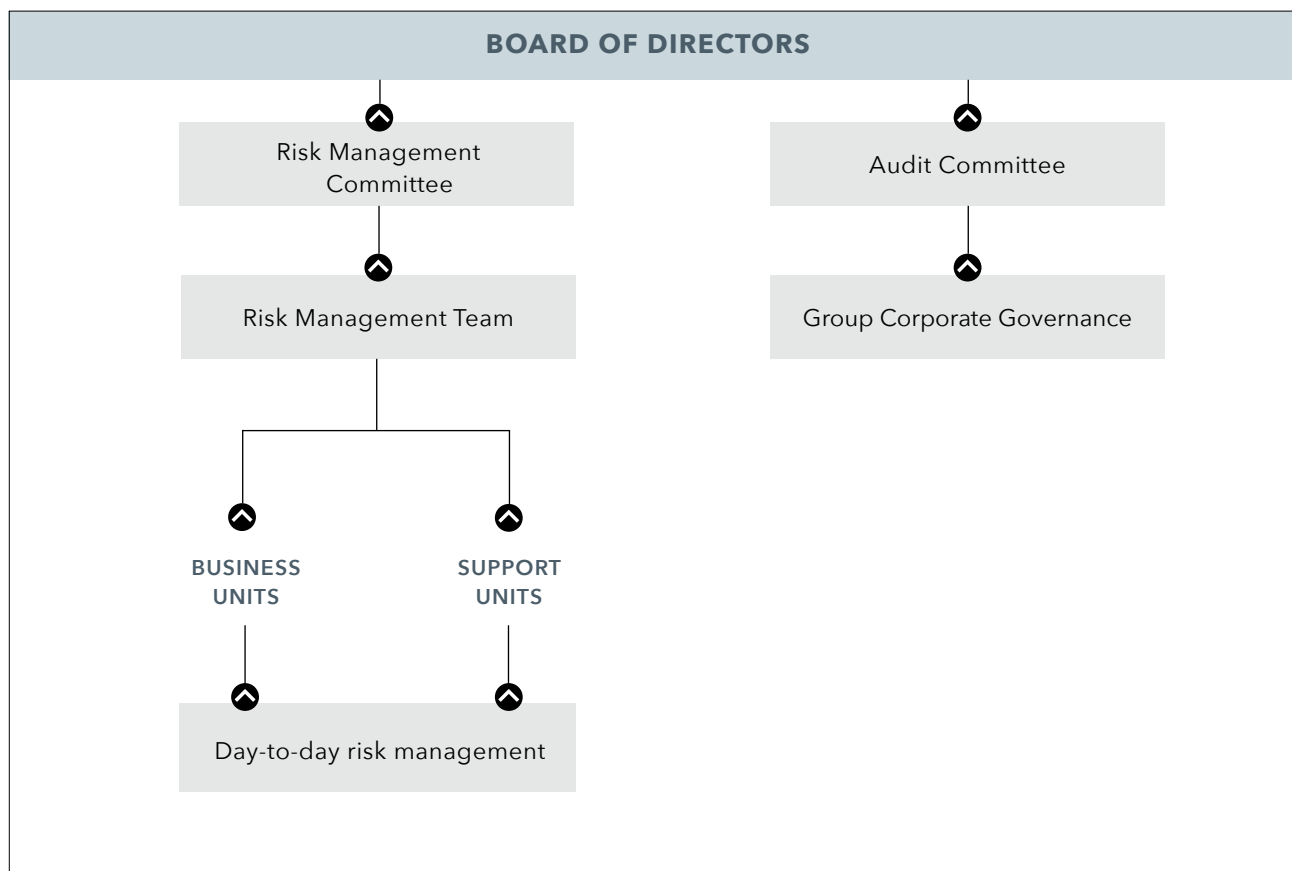 BOARD OF DIRECTORS
Risk Management
Committee
Audit Committee
Risk Management Team
Group Corporate Governance
BUSINESS
UNITS
SUPPORT
UNITS
Day-to-day risk management